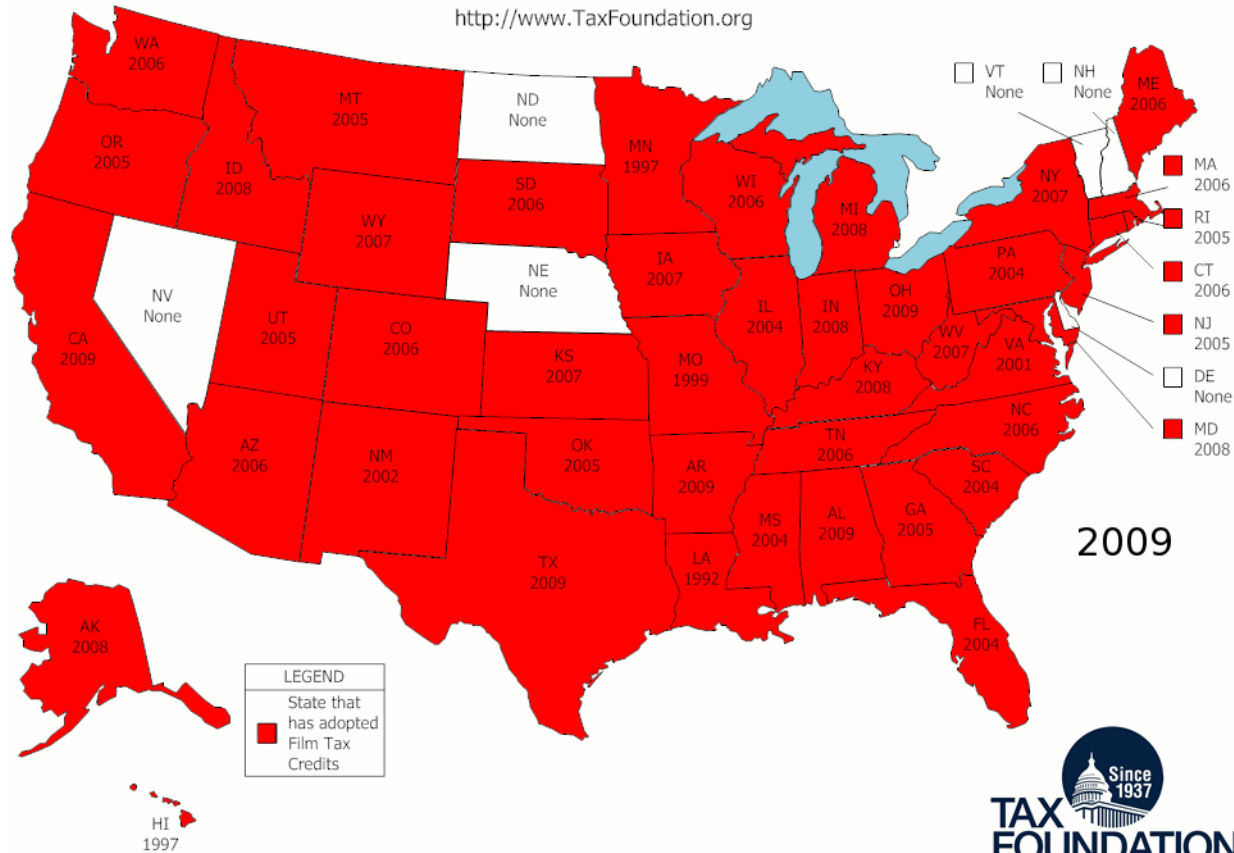 http://www.TaxFoundation.org
WA
2006
OR
2005
CA
2009
NV
None
ID
2008
MT
2005
WY
2007
UT
2005
CO
2006
AZ
2006
NM
2002
ND
None
SD
2006
NE
None
KS
2007
OK
2005
TX
2009
MN
1997
IA
2007
MO
1999
AR
2009
LA
1992
WI
2006
IL
2004
MI
2008
IN
2008
OH
2009
KY
2008
TN
2006
MS
2004
AL
2009
GA
2005
FL
2004
SC
2004
NC
2006
VA
2001
WV
2007
PA
2004
NY
2007
VT
None
NH
None
ME
2006
MA
2006
RI
2005
CT
2006
NJ
2005
DE
None
MD
2008
2009
AK
2008
HI
1997
LEGEND
State that
has adopted
Film Tax
Credits
Since
1937
TAX
FOUNDATION